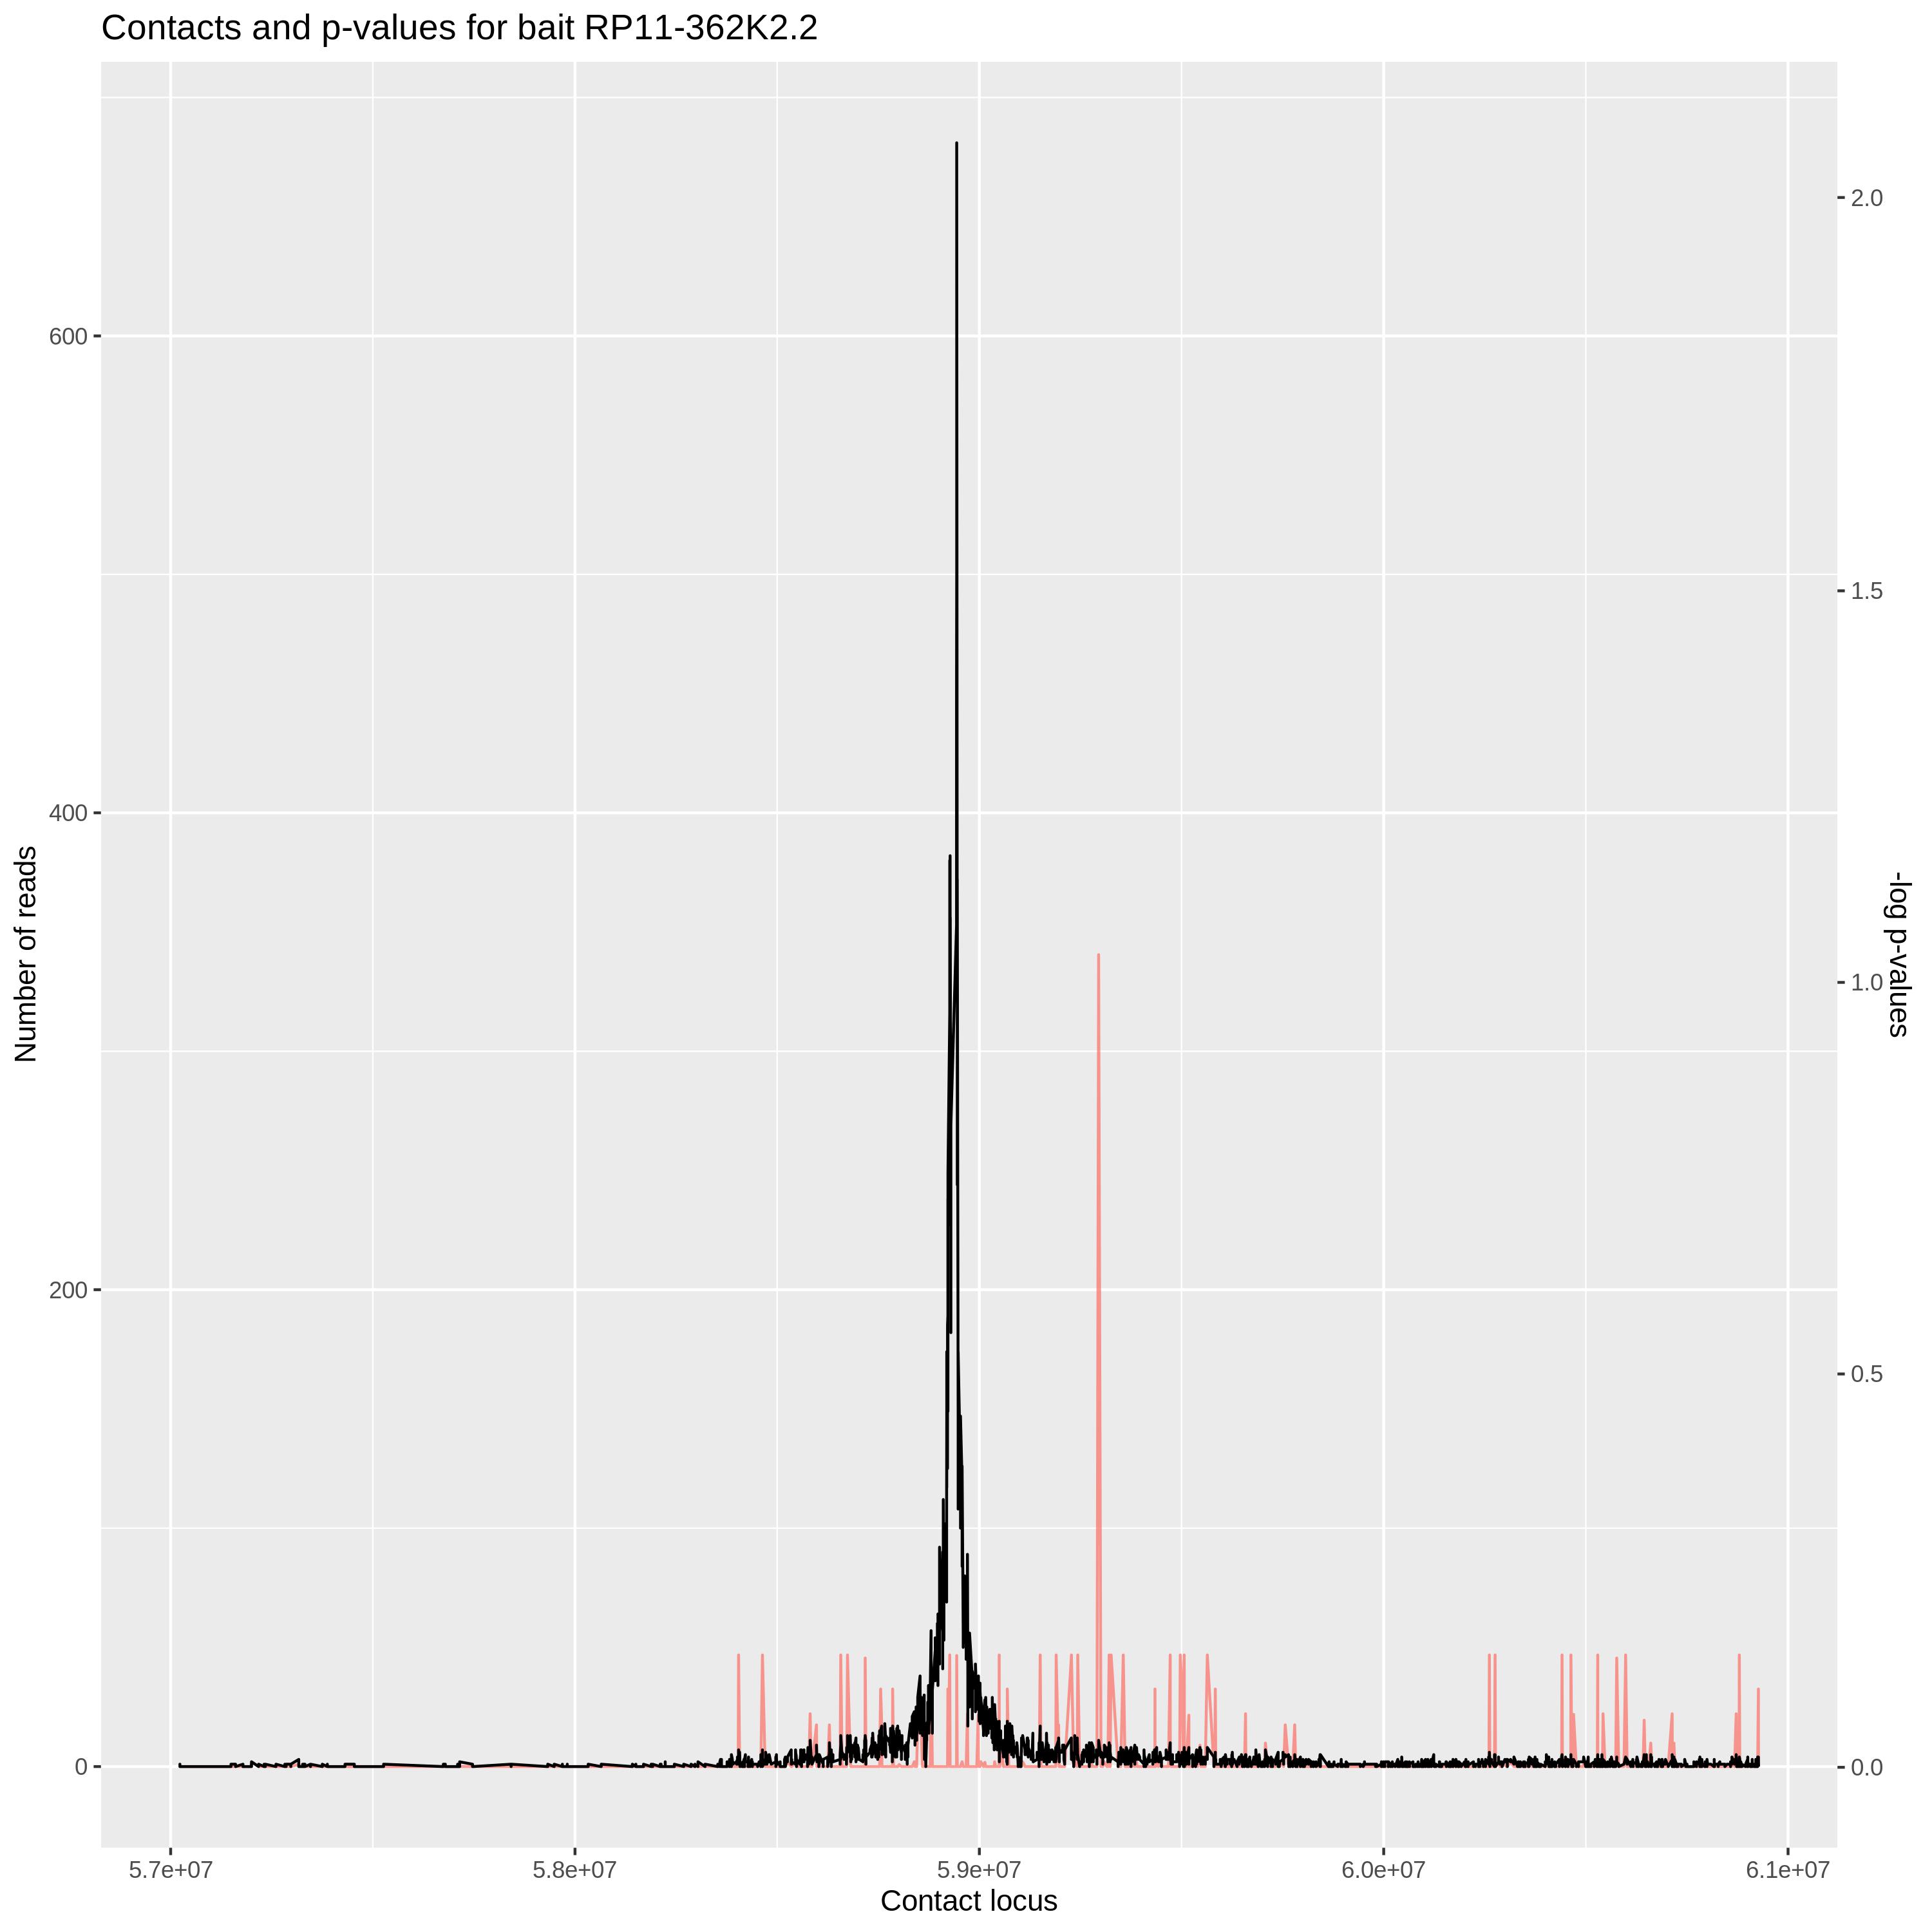 Contacts and p-values for bait RP11-362K2.2
Number of reads
600
400
200
0
2.0
1.5
1.0
0.5
0.0
-log p-values
5.7e+07 5.8e+07 5.9e+07 6.0e+07 6.1e+07
Contact locus